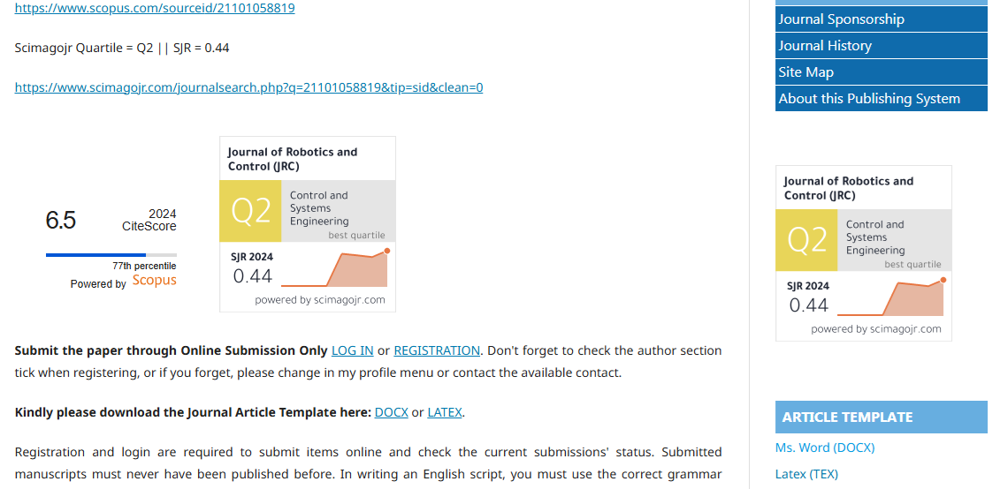 https://www.scopus.com/sourceid/21101058819
Scimagojr Quartile = Q2 || SJR = 0.44
https://www.scimagojr.com/journalsearch.php?q=21101058819&tip=sid&clean=0
6.5
2024
CiteScore
77th percentile
Powered by Scopus
Journal of Robotics and
Control (JRC)
Q2
Control and
Systems
Engineering
best quartile
SJR 2024
0.44
powered by scimagojr.com
Submit the paper through Online Submission Only LOG IN or REGISTRATION. Don't forget to check the author section
tick when registering, or if you forget, please change in my profile menu or contact the available contact.
Kindly please download the Journal Article Template here: DOCX or LATEX.
Registration and login are required to submit items online and check the current submissions' status. Submitted
manuscripts must never have been published before. In writing an English script, you must use the correct grammar
Journal Sponsorship
Journal History
Site Map
About this Publishing System
Journal of Robotics and
Control (JRC)
Q2
Control and
Systems
Engineering
best quartile
SJR 2024
0.44
powered by scimagojr.com
ARTICLE TEMPLATE
Ms. Word (DOCX)
Latex (TEX)